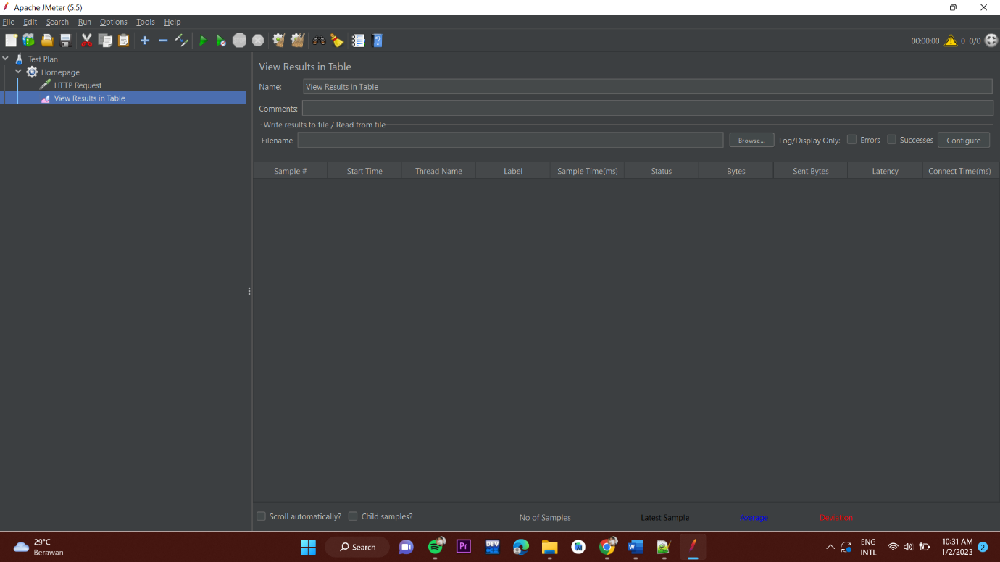 Apache JMeter (5.5)
File Edit Search Run Options Tools Help
00:00:00 0 0/0
Test Plan
Homepage
HTTP Request
View Results in Table
View Results in Table
Name: View Results in Table
Comments:
Write results to file / Read from file
Filename Browse... Log/Display Only: Errors Successes Configure
Sample # Start Time Thread Name Label Sample Time(ms) Status Bytes Sent Bytes Latency Connect Time(ms)
Scroll automatically? Child samples? No of Samples Latest Sample Average Deviation
29°C
Berawan
Search
Pr
DEV
W
ENG
INTL
10:31 AM
1/2/2023
2